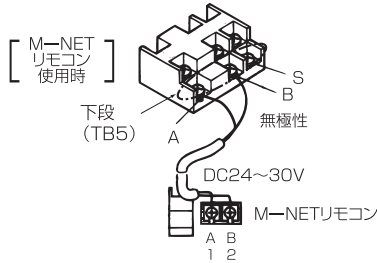 M-NET
リモコン
使用時
S
B
下段
(TB5)
A
無極性
DC24~30V
M-NETリモコン
A B
1 2